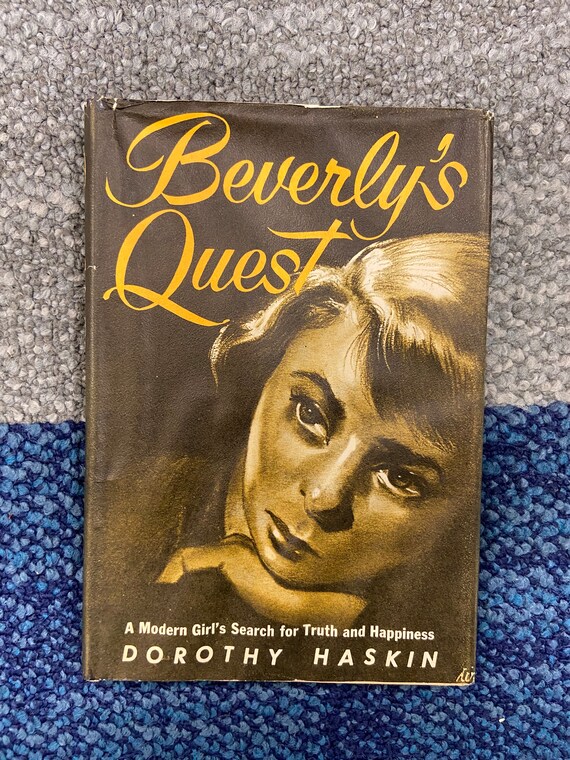 Beverly's
Quest
A Modern Girl's Search for Truth and Happiness
DOROTHY HASKIN